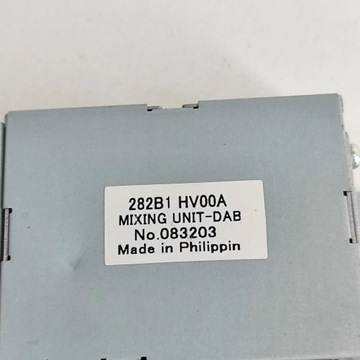 282B1 HV00A
MIXING UNIT-DAB
No.083203
Made in Philippin